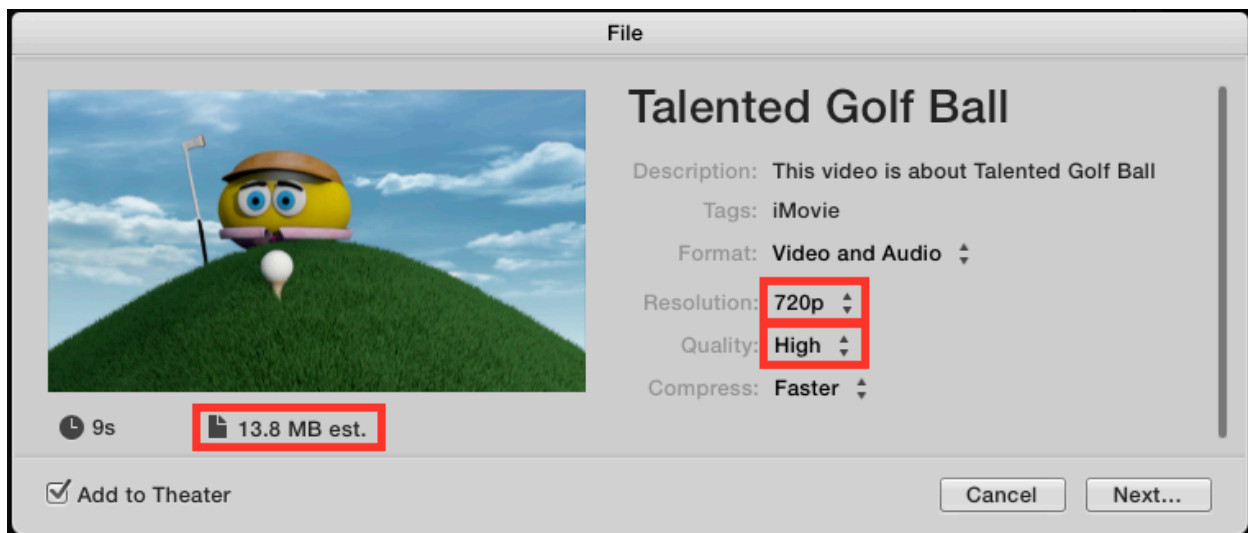 File
Talented Golf Ball
Description: This video is about Talented Golf Ball
Tags: iMovie
Format: Video and Audio
Resolution: 720p
Quality: High
Compress: Faster
9s 13.8 MB est.
Add to Theater Cancel Next...